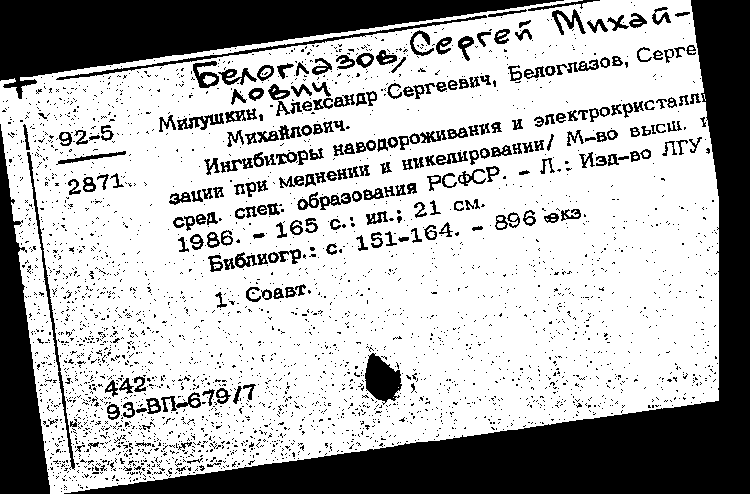 + Белоглазов, Сергей Михай-
лович
92-5 Милушкин, Александр Сергеевич, Белоглазов, Серге
Михайлович.
2871 Ингибиторы наводороживания и электрокристалли
зации при меднении и никелировании/ М-во высш. и
сред. спец. образования РСФСР. - Л.: Изд-во ЛГУ,
1986. - 165 с.: ил.; 21 см.
Библиогр.: с. 151-164. - 896 экз.
1. Соавт.
442
93-ВП-679/7